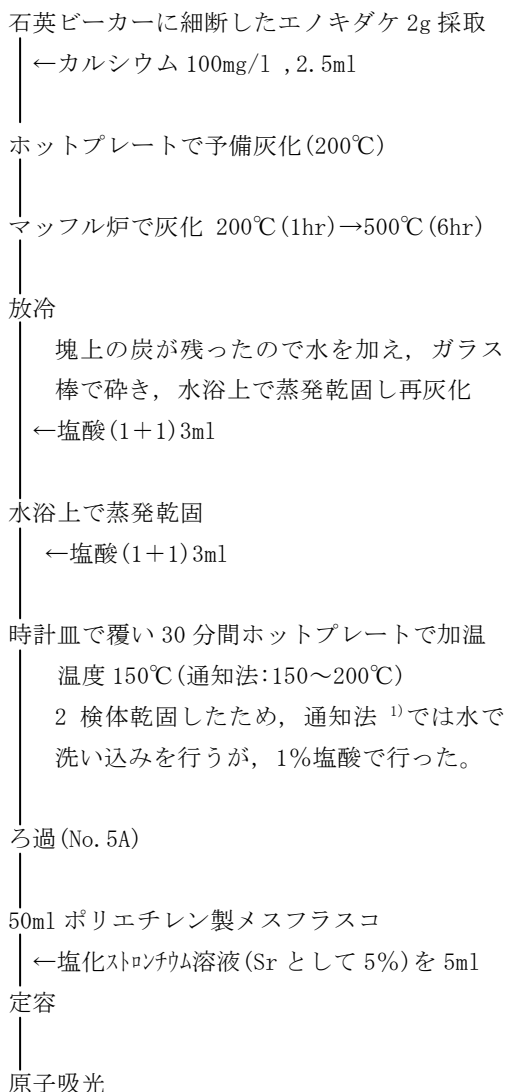 石英ビーカーに細断したエノキダケ 2g 採取
←カルシウム 100mg/l ,2.5ml
ホットプレートで予備灰化(200℃)
マッフル炉で灰化 200℃(1hr)→500℃(6hr)
放冷
塊上の炭が残ったので水を加え，ガラス
棒で砕き，水浴上で蒸発乾固し再灰化
←塩酸(1＋1)3ml
水浴上で蒸発乾固
←塩酸(1＋1)3ml
時計皿で覆い 30 分間ホットプレートで加温
温度 150℃(通知法:150～200℃)
2 検体乾固したため，通知法 1)では水で
洗い込みを行うが，1％塩酸で行った。
ろ過(No.5A)
50ml ポリエチレン製メスフラスコ
←塩化ｽﾄﾛﾝﾁｳﾑ溶液(Sr として 5％)を 5ml
定容
原子吸光